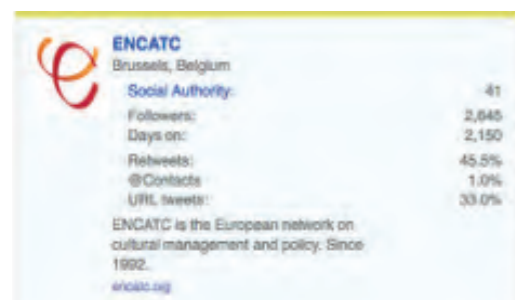 ENCATC
Brussels, Belgium
Social Authority: 41
Followers: 2,645
Days on: 2,150
Retweets: 45.5%
@Contacts 1.0%
URL tweets: 33.0%
ENCATC is the European network on
cultural management and policy. Since
1992.
encatc.org